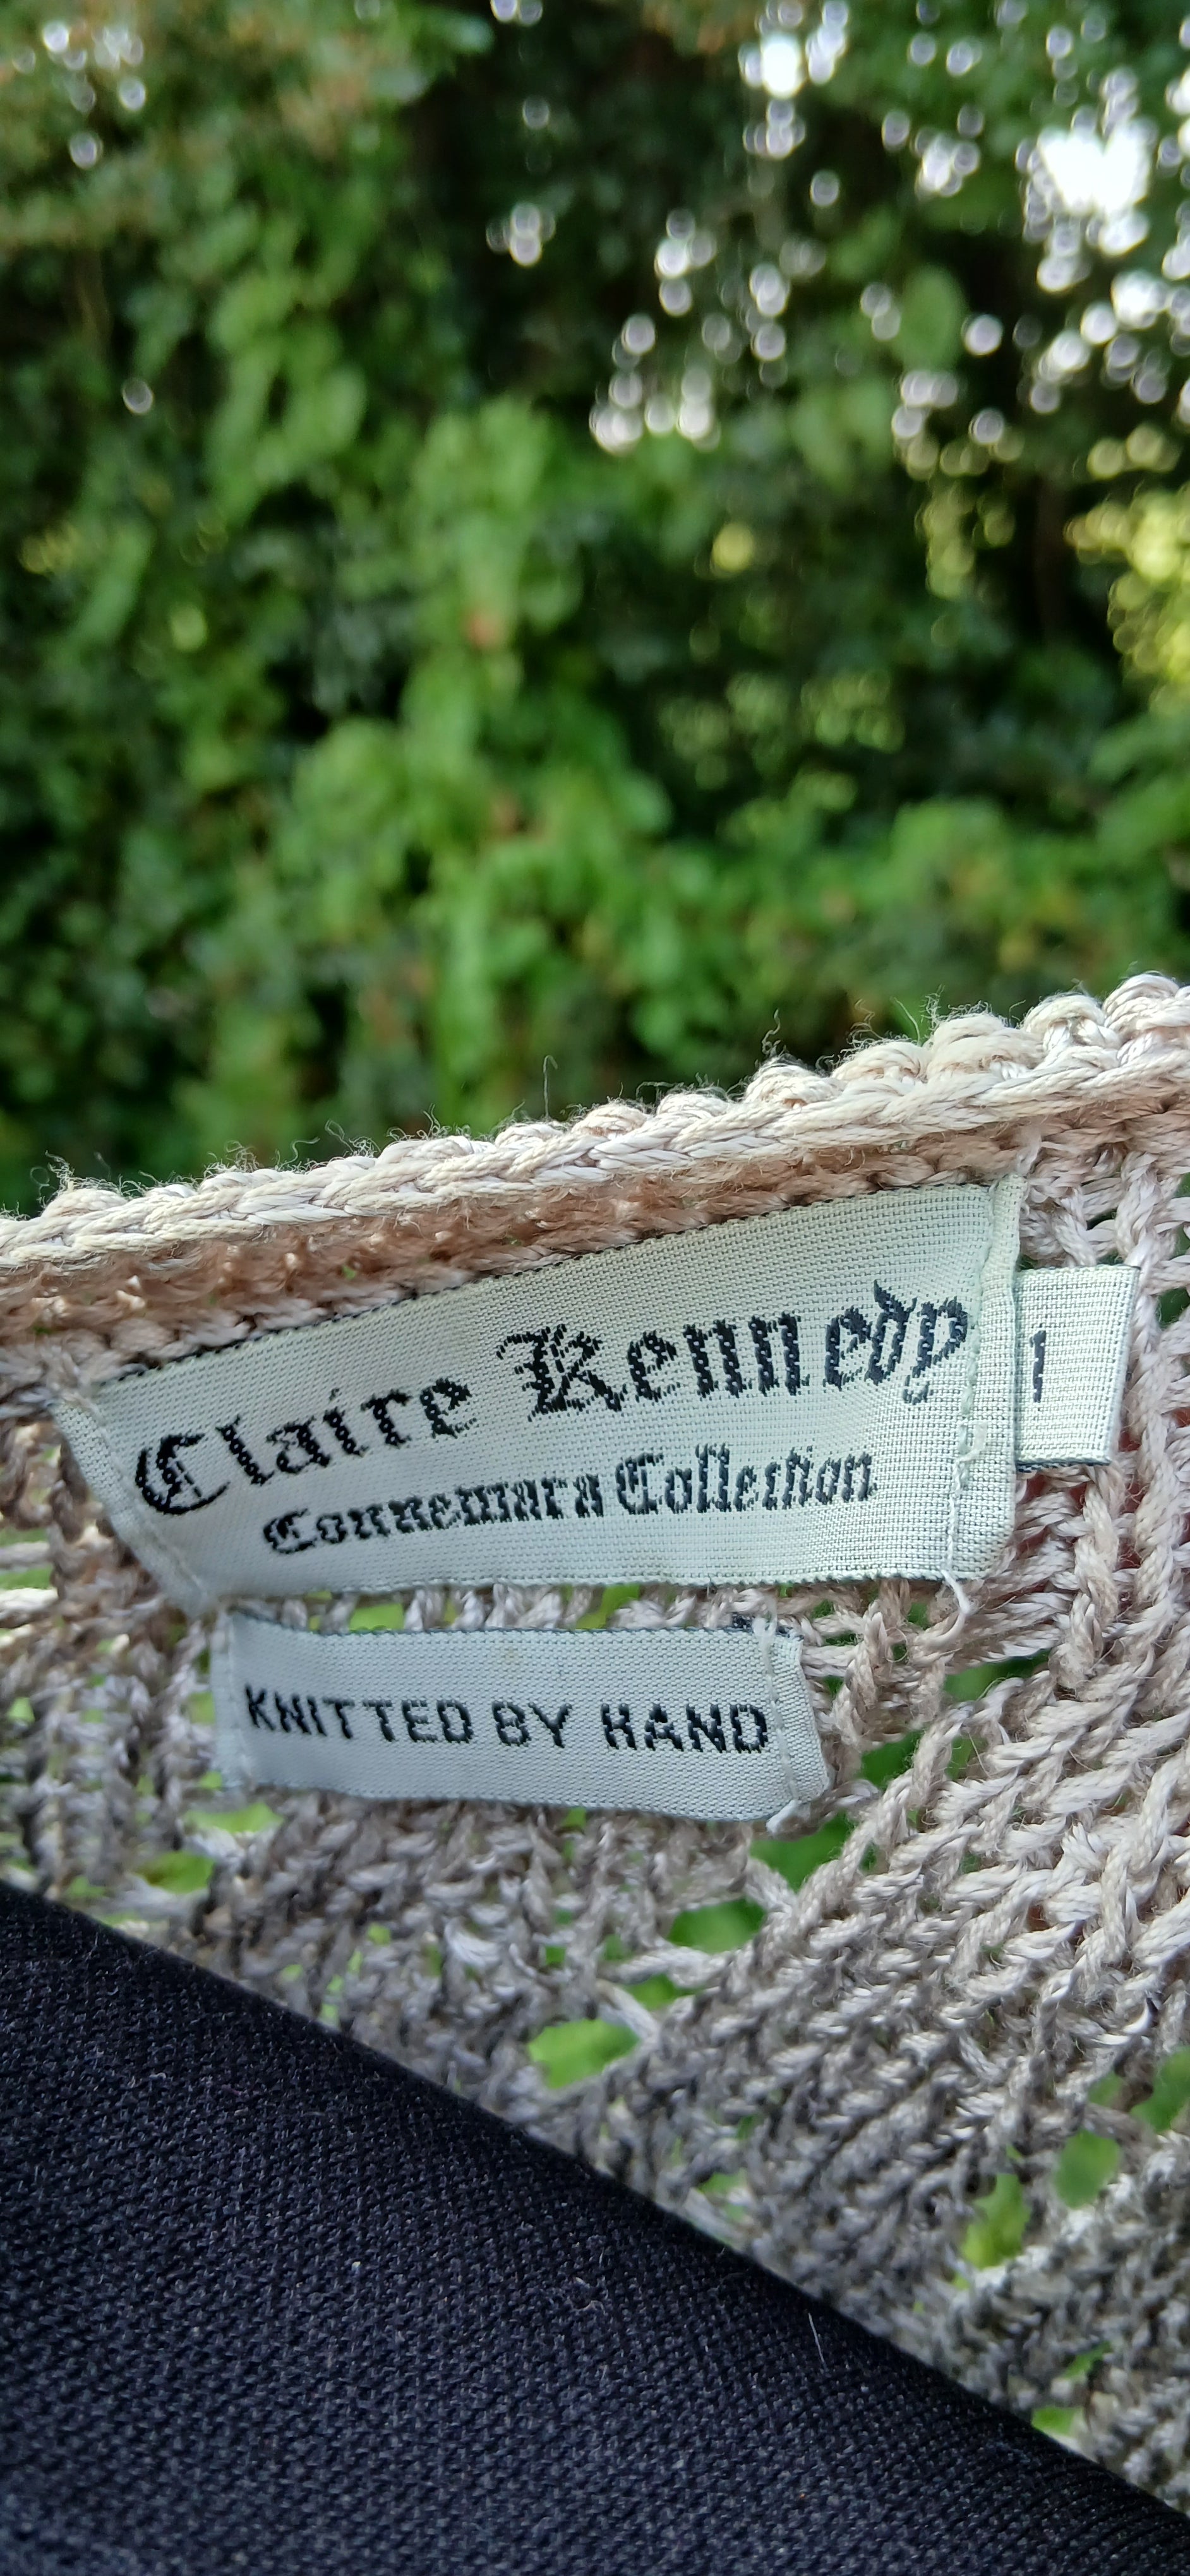 Claire Kennedy
Connemara Collection
1
KNITTED BY HAND